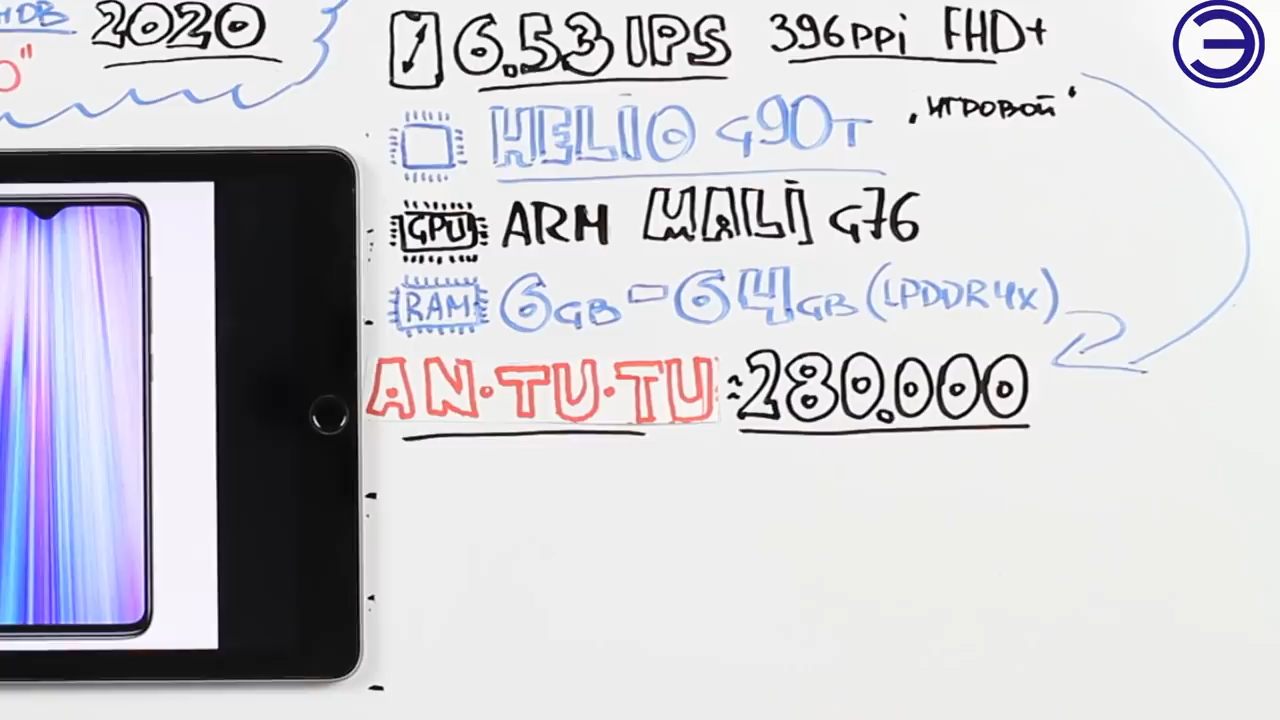 2020
6.53 IPS 396ppi FHD+
HELIO G90T "ИГРОВОЙ"
GPU ARM MALI G76
RAM 6GB-64GB (LPDDR4X)
AN·TU·TU ≈280.000
Э